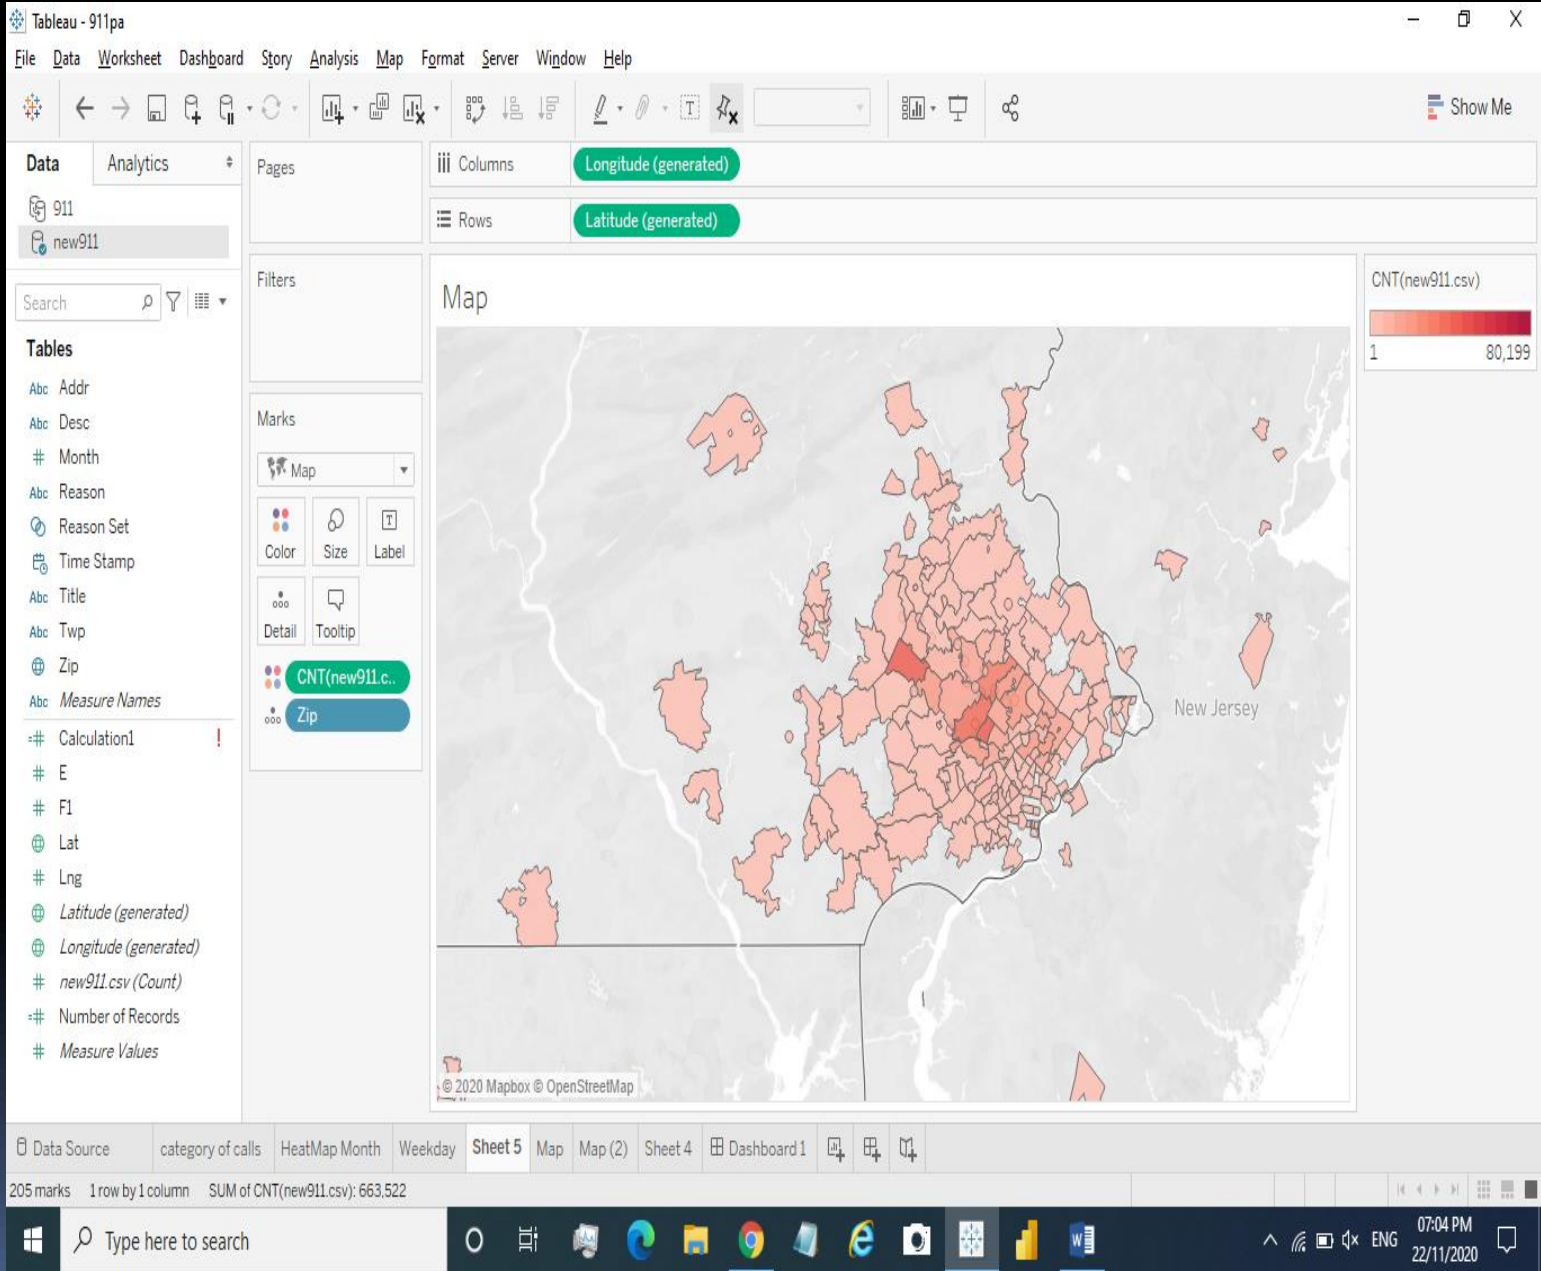 Tableau - 911pa
File Data Worksheet Dashboard Story Analysis Map Format Server Window Help
Show Me
Data Analytics
911
new911
Search
Tables
Abc Addr
Abc Desc
# Month
Abc Reason
Reason Set
Time Stamp
Abc Title
Abc Twp
Zip
Abc Measure Names
=# Calculation1 !
# E
# F1
Lat
# Lng
Latitude (generated)
Longitude (generated)
# new911.csv (Count)
=# Number of Records
# Measure Values
Pages
Filters
Marks
Map
Color Size Label
Detail Tooltip
CNT(new911.c..
Zip
Columns Longitude (generated)
Rows Latitude (generated)
Map
New Jersey
© 2020 Mapbox © OpenStreetMap
CNT(new911.csv)
1 80,199
Data Source category of calls HeatMap Month Weekday Sheet 5 Map Map (2) Sheet 4 Dashboard 1
205 marks 1 row by 1 column SUM of CNT(new911.csv): 663,522
Type here to search
ENG
07:04 PM
22/11/2020